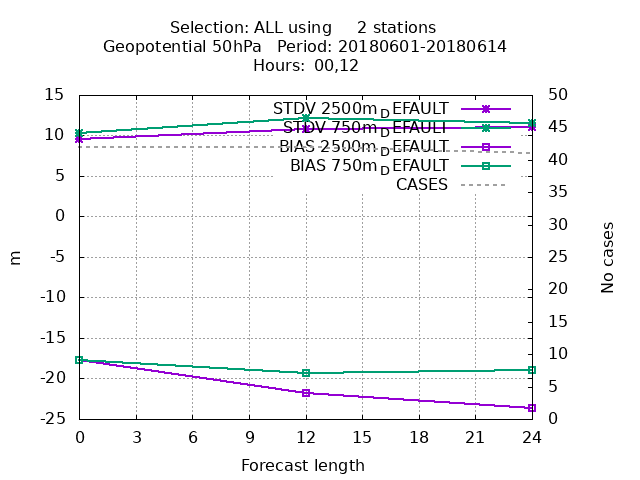 Selection: ALL using     2 stations
Geopotential 50hPa   Period: 20180601-20180614
Hours:  00,12
STDV 2500m_DEFAULT
STDV 750m_DEFAULT
BIAS 2500m_DEFAULT
BIAS 750m_DEFAULT
CASES
15
10
5
0
-5
-10
-15
-20
-25
m
50
45
40
35
30
25
20
15
10
5
0
No cases
0 3 6 9 12 15 18 21 24
Forecast length